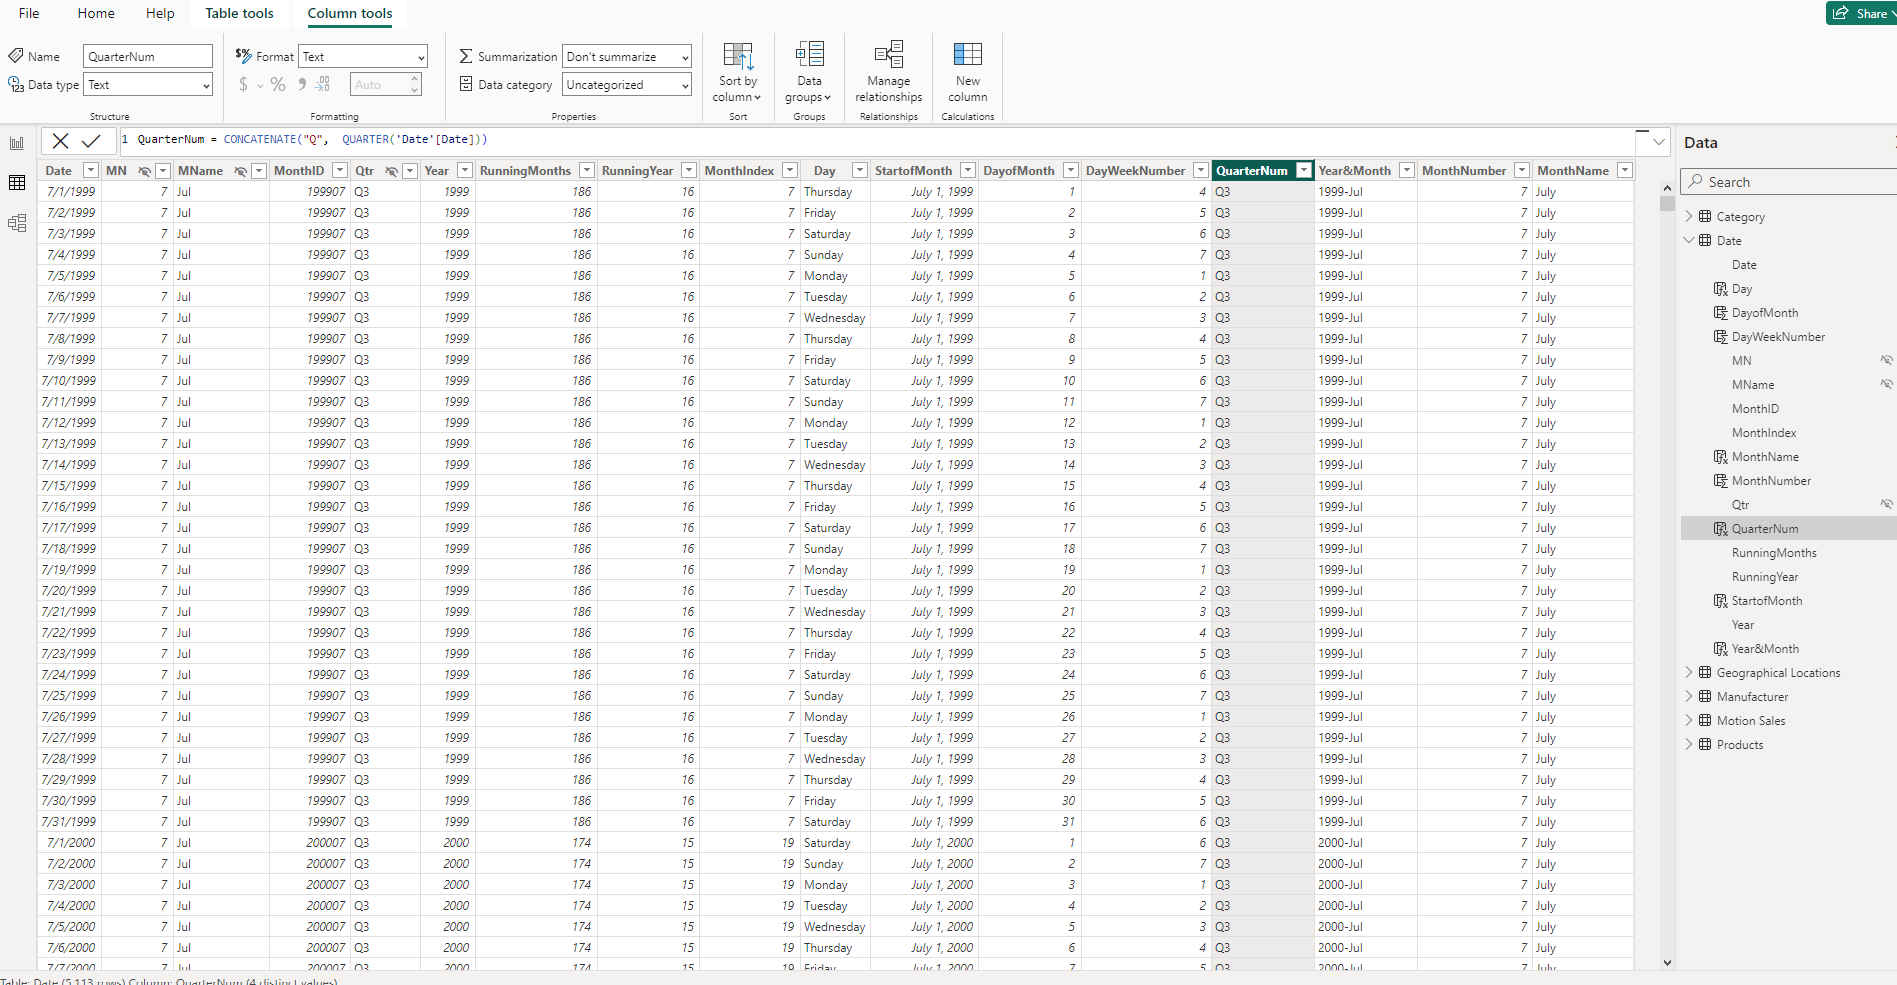 File Home Help Table tools Column tools Share
Name QuarterNum Format Text Summarization Don't summarize
Data type Text $ % Auto Data category Uncategorized
Sort by column Data groups Manage relationships New column
Structure Formatting Properties Sort Groups Relationships Calculations
1 QuarterNum = CONCATENATE("Q", QUARTER('Date'[Date]))
Date MN MName MonthID Qtr Year RunningMonths RunningYear MonthIndex Day StartofMonth DayofMonth DayWeekNumber QuarterNum Year&Month MonthNumber MonthName
7/1/1999 7 Jul 199907 Q3 1999 186 16 7 Thursday July 1, 1999 1 4 Q3 1999-Jul 7 July
7/2/1999 7 Jul 199907 Q3 1999 186 16 7 Friday July 1, 1999 2 5 Q3 1999-Jul 7 July
7/3/1999 7 Jul 199907 Q3 1999 186 16 7 Saturday July 1, 1999 3 6 Q3 1999-Jul 7 July
7/4/1999 7 Jul 199907 Q3 1999 186 16 7 Sunday July 1, 1999 4 7 Q3 1999-Jul 7 July
7/5/1999 7 Jul 199907 Q3 1999 186 16 7 Monday July 1, 1999 5 1 Q3 1999-Jul 7 July
7/6/1999 7 Jul 199907 Q3 1999 186 16 7 Tuesday July 1, 1999 6 2 Q3 1999-Jul 7 July
7/7/1999 7 Jul 199907 Q3 1999 186 16 7 Wednesday July 1, 1999 7 3 Q3 1999-Jul 7 July
7/8/1999 7 Jul 199907 Q3 1999 186 16 7 Thursday July 1, 1999 8 4 Q3 1999-Jul 7 July
7/9/1999 7 Jul 199907 Q3 1999 186 16 7 Friday July 1, 1999 9 5 Q3 1999-Jul 7 July
7/10/1999 7 Jul 199907 Q3 1999 186 16 7 Saturday July 1, 1999 10 6 Q3 1999-Jul 7 July
7/11/1999 7 Jul 199907 Q3 1999 186 16 7 Sunday July 1, 1999 11 7 Q3 1999-Jul 7 July
7/12/1999 7 Jul 199907 Q3 1999 186 16 7 Monday July 1, 1999 12 1 Q3 1999-Jul 7 July
7/13/1999 7 Jul 199907 Q3 1999 186 16 7 Tuesday July 1, 1999 13 2 Q3 1999-Jul 7 July
7/14/1999 7 Jul 199907 Q3 1999 186 16 7 Wednesday July 1, 1999 14 3 Q3 1999-Jul 7 July
7/15/1999 7 Jul 199907 Q3 1999 186 16 7 Thursday July 1, 1999 15 4 Q3 1999-Jul 7 July
7/16/1999 7 Jul 199907 Q3 1999 186 16 7 Friday July 1, 1999 16 5 Q3 1999-Jul 7 July
7/17/1999 7 Jul 199907 Q3 1999 186 16 7 Saturday July 1, 1999 17 6 Q3 1999-Jul 7 July
7/18/1999 7 Jul 199907 Q3 1999 186 16 7 Sunday July 1, 1999 18 7 Q3 1999-Jul 7 July
7/19/1999 7 Jul 199907 Q3 1999 186 16 7 Monday July 1, 1999 19 1 Q3 1999-Jul 7 July
7/20/1999 7 Jul 199907 Q3 1999 186 16 7 Tuesday July 1, 1999 20 2 Q3 1999-Jul 7 July
7/21/1999 7 Jul 199907 Q3 1999 186 16 7 Wednesday July 1, 1999 21 3 Q3 1999-Jul 7 July
7/22/1999 7 Jul 199907 Q3 1999 186 16 7 Thursday July 1, 1999 22 4 Q3 1999-Jul 7 July
7/23/1999 7 Jul 199907 Q3 1999 186 16 7 Friday July 1, 1999 23 5 Q3 1999-Jul 7 July
7/24/1999 7 Jul 199907 Q3 1999 186 16 7 Saturday July 1, 1999 24 6 Q3 1999-Jul 7 July
7/25/1999 7 Jul 199907 Q3 1999 186 16 7 Sunday July 1, 1999 25 7 Q3 1999-Jul 7 July
7/26/1999 7 Jul 199907 Q3 1999 186 16 7 Monday July 1, 1999 26 1 Q3 1999-Jul 7 July
7/27/1999 7 Jul 199907 Q3 1999 186 16 7 Tuesday July 1, 1999 27 2 Q3 1999-Jul 7 July
7/28/1999 7 Jul 199907 Q3 1999 186 16 7 Wednesday July 1, 1999 28 3 Q3 1999-Jul 7 July
7/29/1999 7 Jul 199907 Q3 1999 186 16 7 Thursday July 1, 1999 29 4 Q3 1999-Jul 7 July
7/30/1999 7 Jul 199907 Q3 1999 186 16 7 Friday July 1, 1999 30 5 Q3 1999-Jul 7 July
7/31/1999 7 Jul 199907 Q3 1999 186 16 7 Saturday July 1, 1999 31 6 Q3 1999-Jul 7 July
7/1/2000 7 Jul 200007 Q3 2000 174 15 19 Saturday July 1, 2000 1 6 Q3 2000-Jul 7 July
7/2/2000 7 Jul 200007 Q3 2000 174 15 19 Sunday July 1, 2000 2 7 Q3 2000-Jul 7 July
7/3/2000 7 Jul 200007 Q3 2000 174 15 19 Monday July 1, 2000 3 1 Q3 2000-Jul 7 July
7/4/2000 7 Jul 200007 Q3 2000 174 15 19 Tuesday July 1, 2000 4 2 Q3 2000-Jul 7 July
7/5/2000 7 Jul 200007 Q3 2000 174 15 19 Wednesday July 1, 2000 5 3 Q3 2000-Jul 7 July
7/6/2000 7 Jul 200007 Q3 2000 174 15 19 Thursday July 1, 2000 6 4 Q3 2000-Jul 7 July
7/7/2000 7 Jul 200007 Q3 2000 174 15 19 Friday July 1, 2000 7 5 Q3 2000-Jul 7 July
Table: Date (5,113 rows) Column: QuarterNum (4 distinct values)
Data
Search
Category
Date
Date
Day
DayofMonth
DayWeekNumber
MN
MName
MonthID
MonthIndex
MonthName
MonthNumber
Qtr
QuarterNum
RunningMonths
RunningYear
StartofMonth
Year
Year&Month
Geographical Locations
Manufacturer
Motion Sales
Products